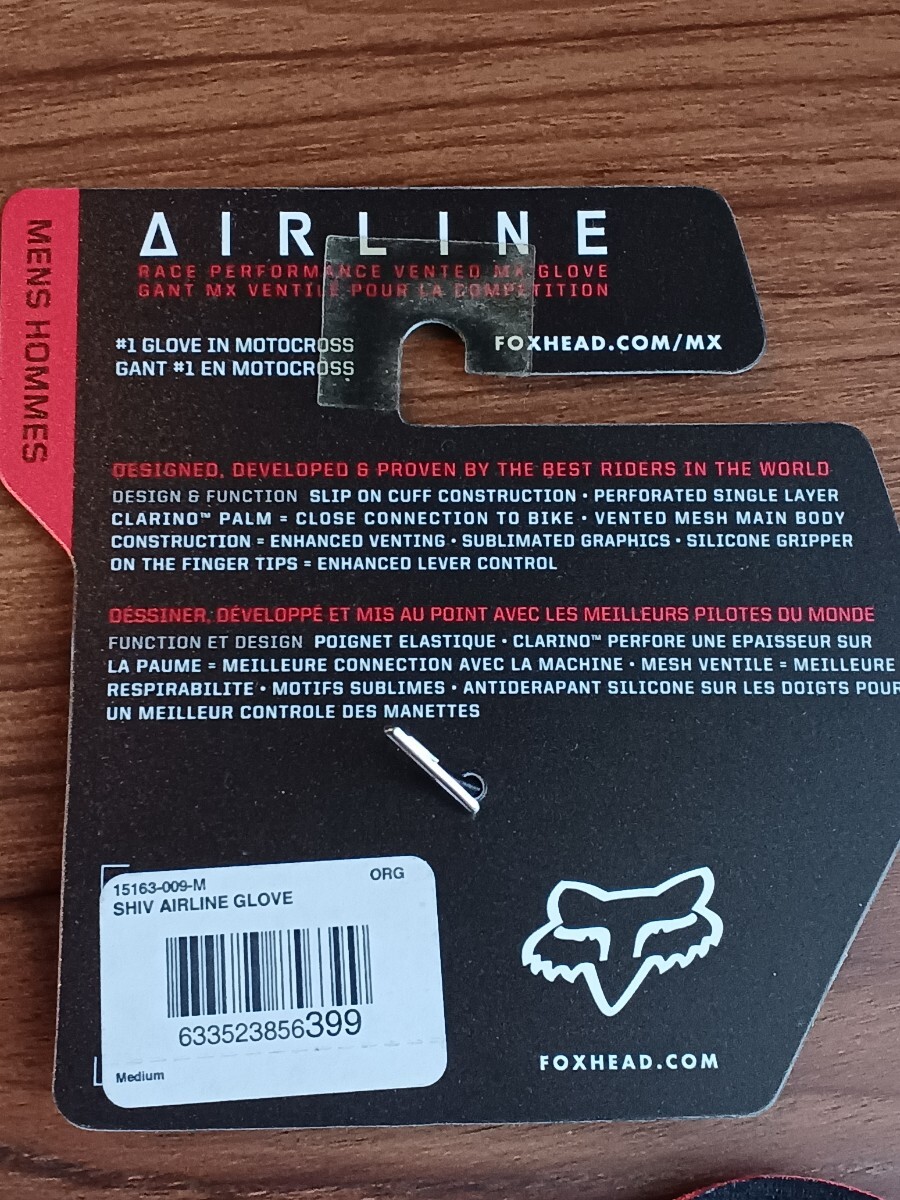 MENS HOMMES
AIRLINE
RACE PERFORMANCE VENTED MX GLOVE
GANT MX VENTILE POUR LA COMPETITION
#1 GLOVE IN MOTOCROSS
GANT #1 EN MOTOCROSS
FOXHEAD.COM/MX
DESIGNED, DEVELOPED & PROVEN BY THE BEST RIDERS IN THE WORLD
DESIGN & FUNCTION SLIP ON CUFF CONSTRUCTION • PERFORATED SINGLE LAYER
CLARINO™ PALM = CLOSE CONNECTION TO BIKE • VENTED MESH MAIN BODY
CONSTRUCTION = ENHANCED VENTING • SUBLIMATED GRAPHICS • SILICONE GRIPPER
ON THE FINGER TIPS = ENHANCED LEVER CONTROL
DÉSSINER, DÉVELOPPÉ ET MIS AU POINT AVEC LES MEILLEURS PILOTES DU MONDE
FUNCTION ET DESIGN POIGNET ELASTIQUE • CLARINO™ PERFORE UNE EPAISSEUR SUR
LA PAUME = MEILLEURE CONNECTION AVEC LA MACHINE • MESH VENTILE = MEILLEURE
RESPIRABILITE • MOTIFS SUBLIMES • ANTIDERAPANT SILICONE SUR LES DOIGTS POUR
UN MEILLEUR CONTROLE DES MANETTES
15163-009-M ORG
SHIV AIRLINE GLOVE
633523856399
Medium
FOXHEAD.COM